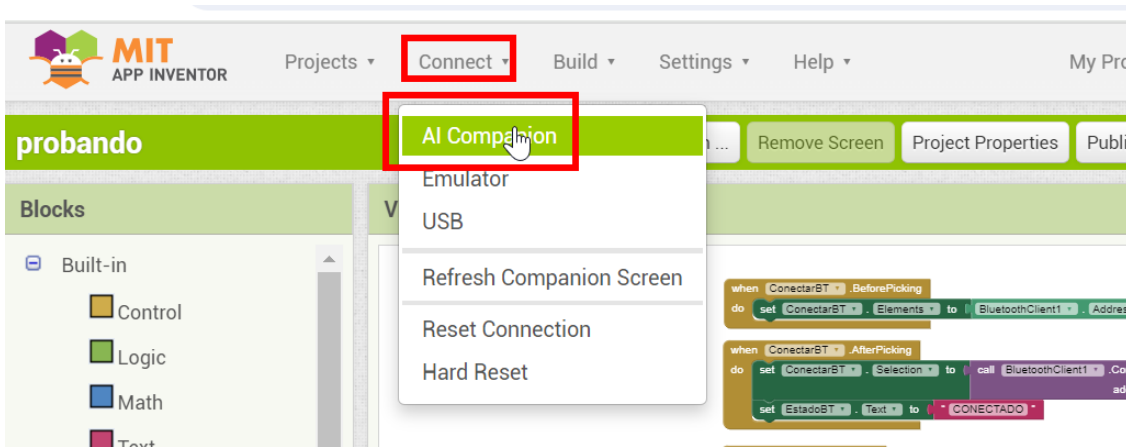 MIT
APP INVENTOR
Projects Connect Build Settings Help My Pro
probando
AI Companion
Remove Screen Project Properties Publi
Blocks
Emulator
USB
Built-in
Refresh Companion Screen
Control
Reset Connection
Logic
Hard Reset
Math
Text
when ConectarBT .BeforePicking
do set ConectarBT . Elements to BluetoothClient1 . Addres
when ConectarBT .AfterPicking
do set ConectarBT . Selection to call BluetoothClient1 .Co
ad
set EstadoBT . Text to " CONECTADO "